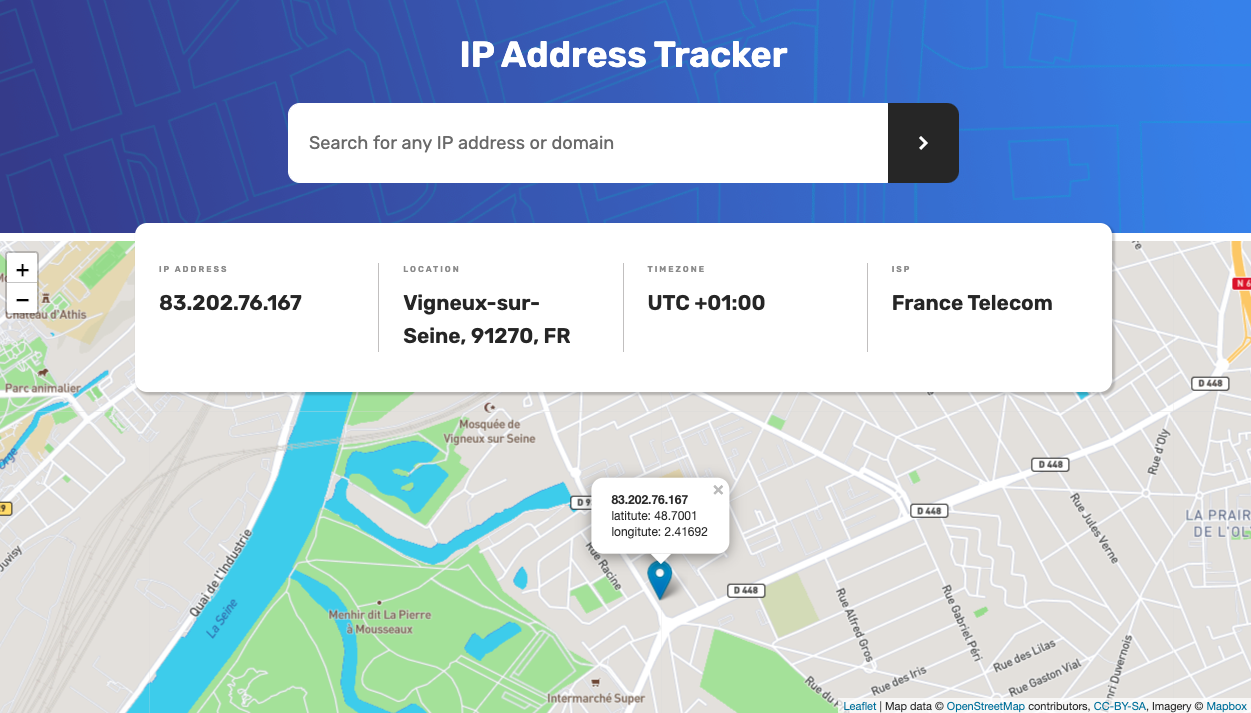 IP Address Tracker
Search for any IP address or domain
IP ADDRESS
83.202.76.167
LOCATION
Vigneux-sur-
Seine, 91270, FR
TIMEZONE
UTC +01:00
ISP
France Telecom
+
−
Château d'Athis
N 6
Parc animalier
D 448
Mosquée de
Vigneux sur Seine
Rue d'Oly
D 448
Orge
83.202.76.167
×
latitute: 48.7001
longitute: 2.41692
D 448
Rue Jules Verne
LA PRAIR
DE L'OL
Juvisy
Quai de l'Industrie
La Seine
Rue Racine
D 448
Menhir dit La Pierre
à Mousseaux
Rue Alfred Gros
Rue Gabriel Péri
Rue des Lilas
Rue Gaston Vial
Rue des Iris
nri Duvernois
Rue du
Intermarché Super
Leaflet | Map data © OpenStreetMap contributors, CC-BY-SA, Imagery © Mapbox